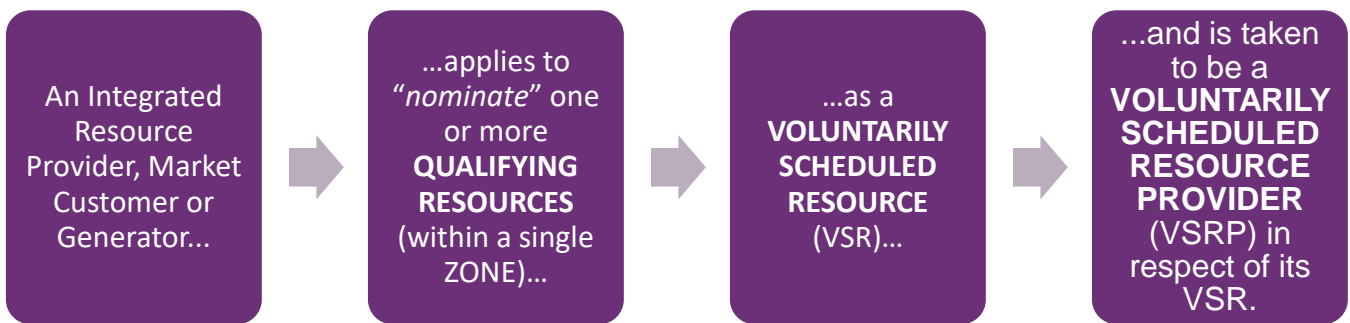 An Integrated
Resource
Provider, Market
Customer or
Generator...
...applies to
“nominate” one
or more
QUALIFYING
RESOURCES
(within a single
ZONE)...
...as a
VOLUNTARILY
SCHEDULED
RESOURCE
(VSR)...
...and is taken
to be a
VOLUNTARILY
SCHEDULED
RESOURCE
PROVIDER
(VSRP) in
respect of its
VSR.